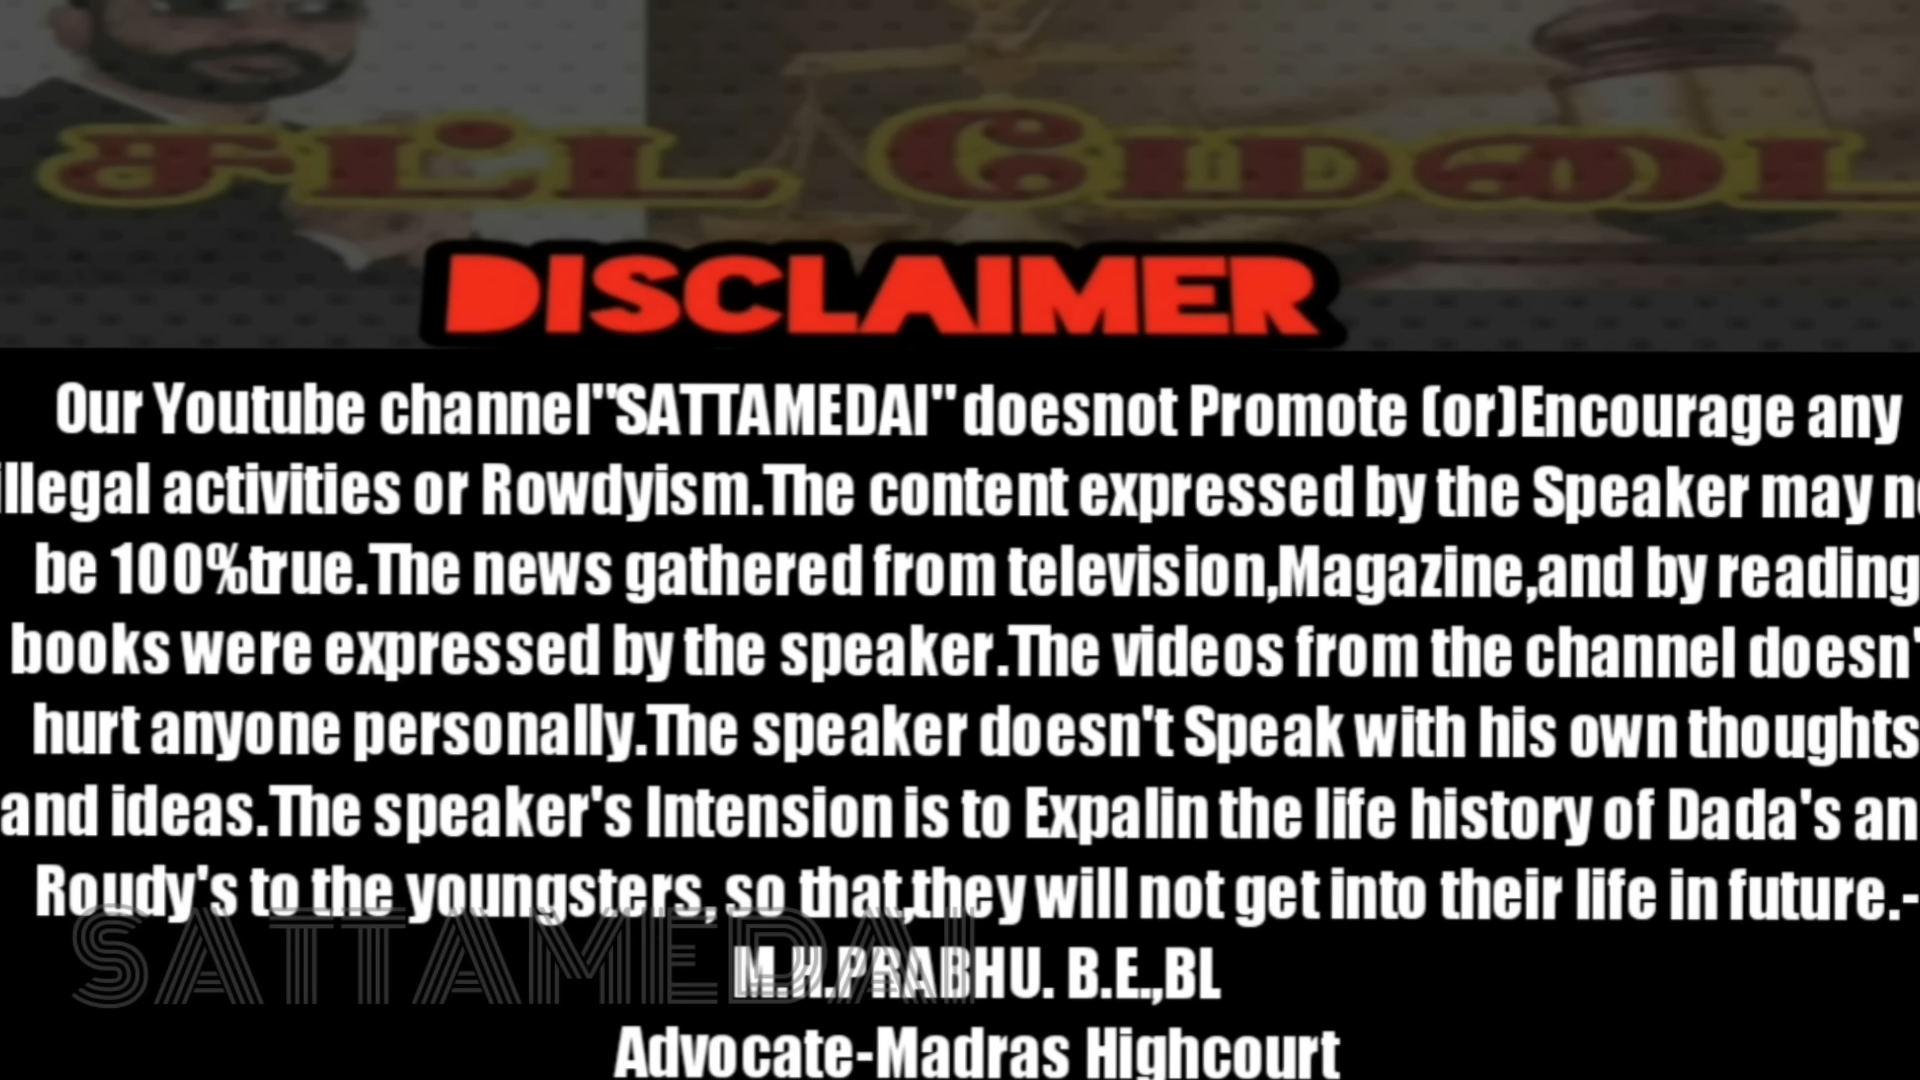 சட்ட மேடை
DISCLAIMER
Our Youtube channel"SATTAMEDAI"doesnot Promote (or)Encourage any
illegal activities or Rowdyism.The content expressed by the Speaker may
be 100%true.The news gathered from television,Magazine,and by reading
books were expressed by the speaker.The videos from the channel doesn'
hurt anyone personally.The speaker doesn't Speak with his own thoughts
and ideas.The speaker's Intension is to Expalin the life history of Dada's an
Roudy's to the youngsters, so that,they will not get into their life in future.-
M.H.PRABHU. B.E.,BL
SATTAMEDAI
Advocate-Madras Highcourt